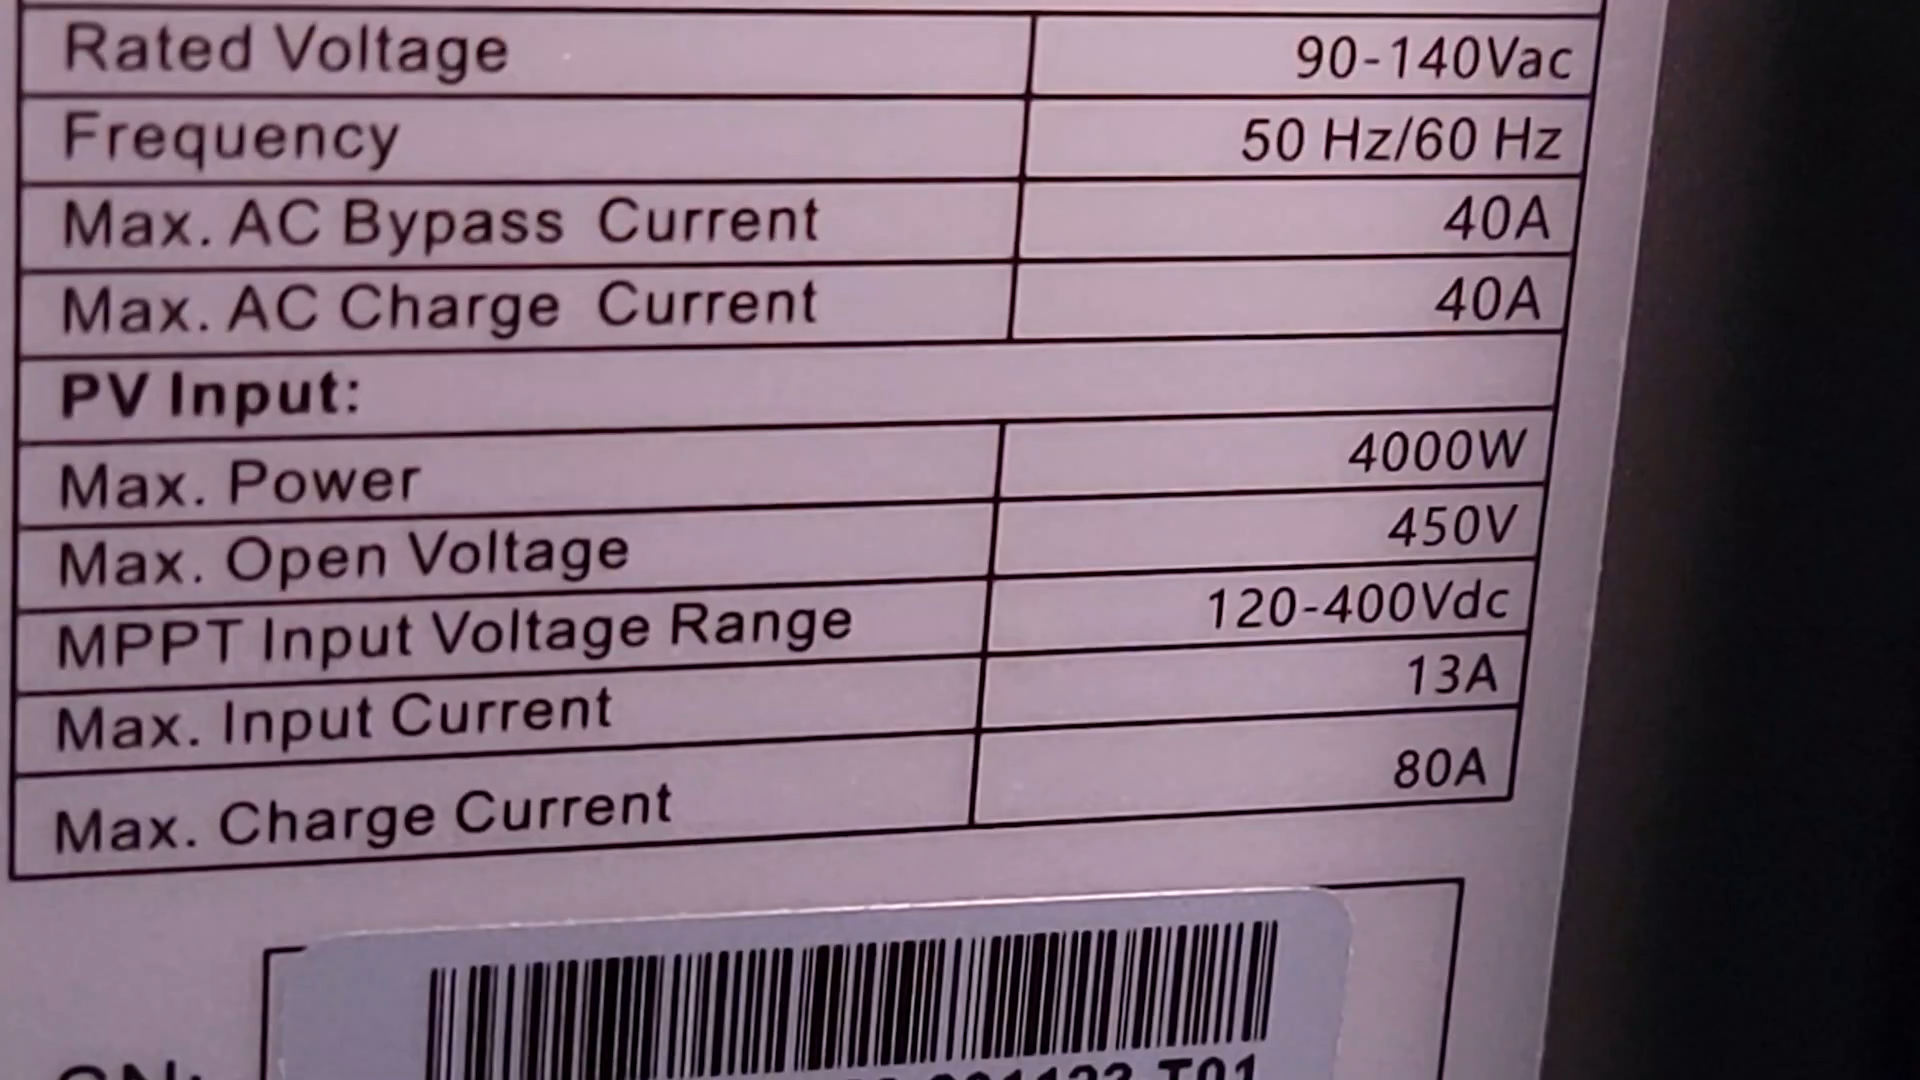 Rated Voltage 90-140Vac
Frequency 50 Hz/60 Hz
Max. AC Bypass Current 40A
Max. AC Charge Current 40A
PV Input:
Max. Power 4000W
Max. Open Voltage 450V
MPPT Input Voltage Range 120-400Vdc
Max. Input Current 13A
Max. Charge Current 80A
SN: